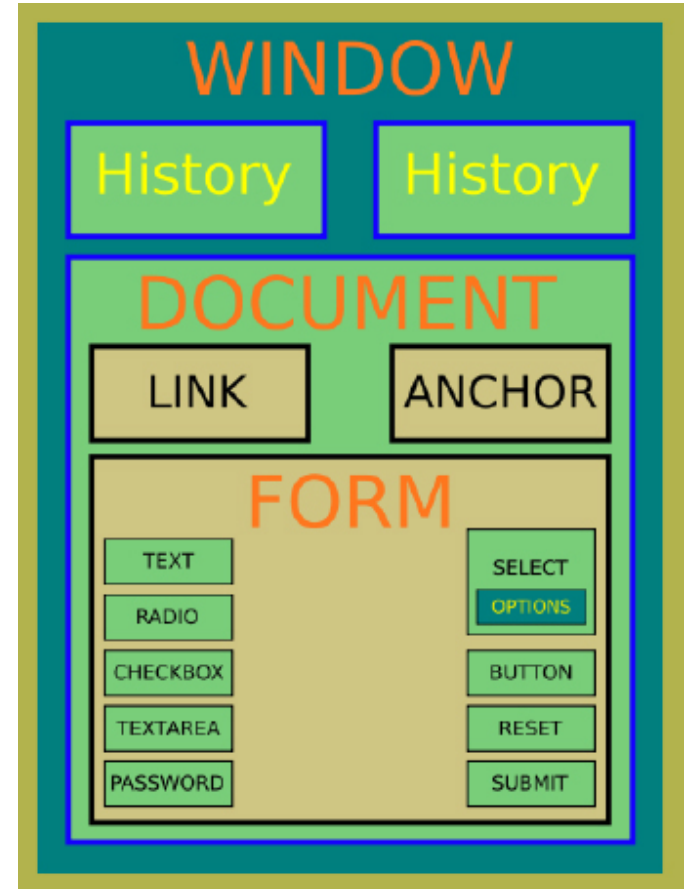 WINDOW
History
History
DOCUMENT
LINK
ANCHOR
FORM
TEXT
RADIO
CHECKBOX
TEXTAREA
PASSWORD
SELECT
OPTIONS
BUTTON
RESET
SUBMIT